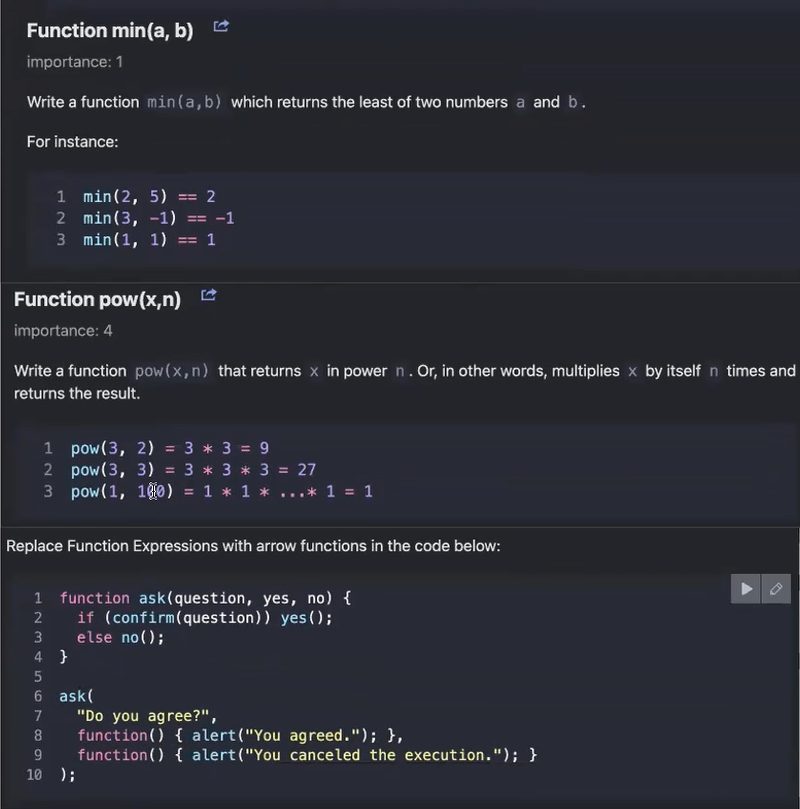 Function min(a, b)
importance: 1
Write a function min(a,b) which returns the least of two numbers a and b.
For instance:
1 min(2, 5) == 2
2 min(3, -1) == -1
3 min(1, 1) == 1
Function pow(x,n)
importance: 4
Write a function pow(x,n) that returns x in power n. Or, in other words, multiplies x by itself n times and
returns the result.
1 pow(3, 2) = 3 * 3 = 9
2 pow(3, 3) = 3 * 3 * 3 = 27
3 pow(1, 100) = 1 * 1 * ...* 1 = 1
Replace Function Expressions with arrow functions in the code below:
1 function ask(question, yes, no) {
2 if (confirm(question)) yes();
3 else no();
4 }
5
6 ask(
7 "Do you agree?",
8 function() { alert("You agreed."); },
9 function() { alert("You canceled the execution."); }
10 );